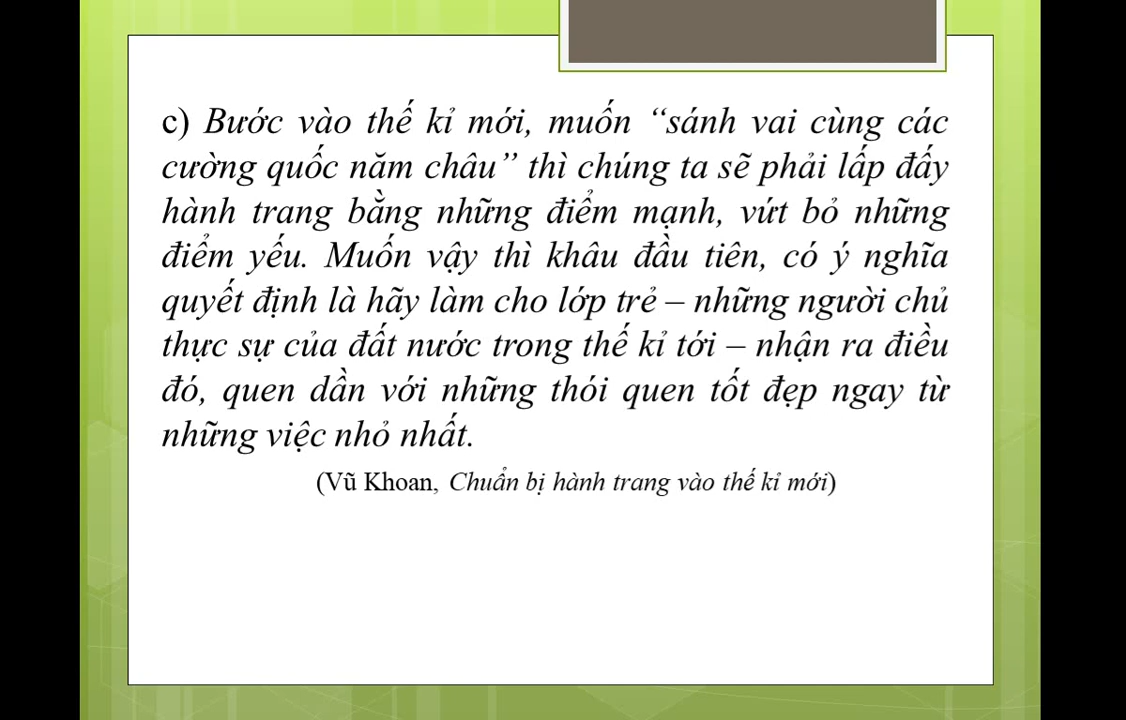 c) Bước vào thế kỉ mới, muốn “sánh vai cùng các
cường quốc năm châu” thì chúng ta sẽ phải lấp đầy
hành trang bằng những điểm mạnh, vứt bỏ những
điểm yếu. Muốn vậy thì khâu đầu tiên, có ý nghĩa
quyết định là hãy làm cho lớp trẻ – những người chủ
thực sự của đất nước trong thế kỉ tới – nhận ra điều
đó, quen dần với những thói quen tốt đẹp ngay từ
những việc nhỏ nhất.
(Vũ Khoan, Chuẩn bị hành trang vào thế kỉ mới)